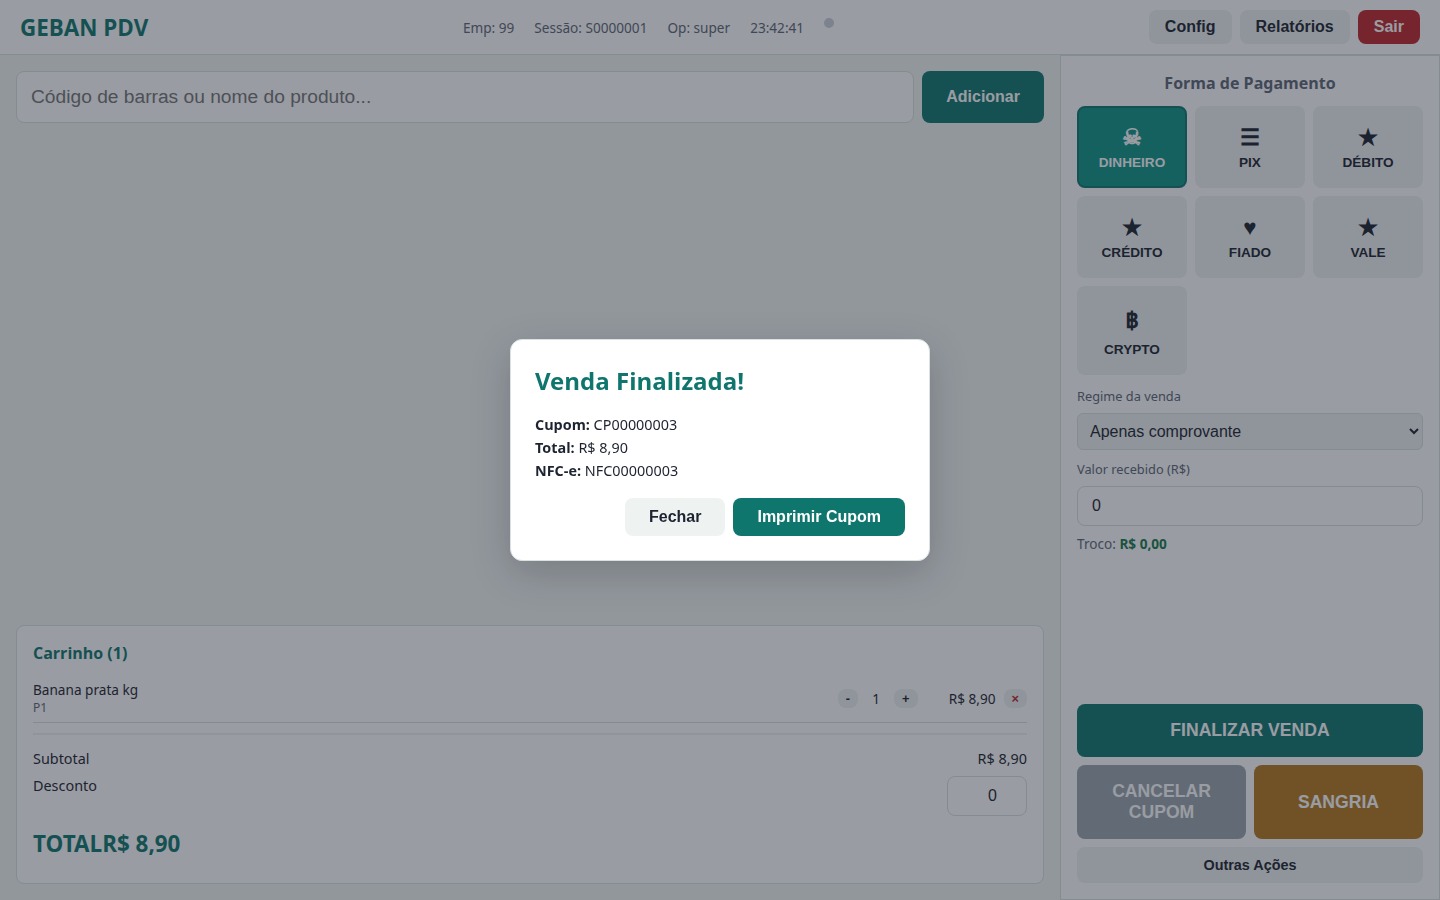 GEBAN PDV
Emp: 99 Sessão: S0000001 Op: super 23:42:41
Config Relatórios Sair
Código de barras ou nome do produto...
Adicionar
Forma de Pagamento
DINHEIRO PIX DÉBITO
CRÉDITO FIADO VALE
CRYPTO
Regime da venda
Apenas comprovante
Valor recebido (R$)
0
Troco: R$ 0,00
Venda Finalizada!
Cupom: CP00000003
Total: R$ 8,90
NFC-e: NFC00000003
Fechar Imprimir Cupom
Carrinho (1)
Banana prata kg
P1
- 1 + R$ 8,90 ×
Subtotal R$ 8,90
Desconto 0
TOTALR$ 8,90
FINALIZAR VENDA
CANCELAR CUPOM
SANGRIA
Outras Ações